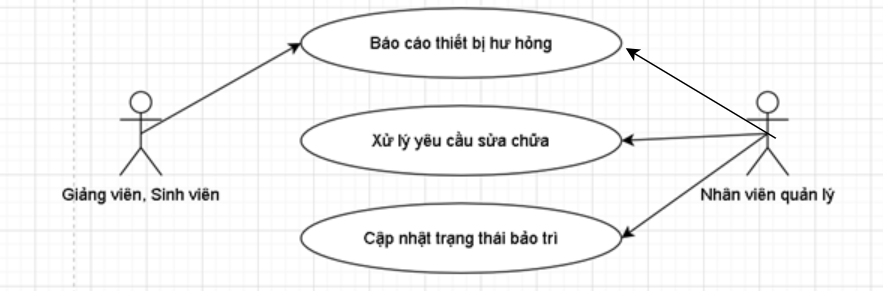 Báo cáo thiết bị hư hỏng
Xử lý yêu cầu sửa chữa
Giảng viên, Sinh viên
Nhân viên quản lý
Cập nhật trạng thái bảo trì